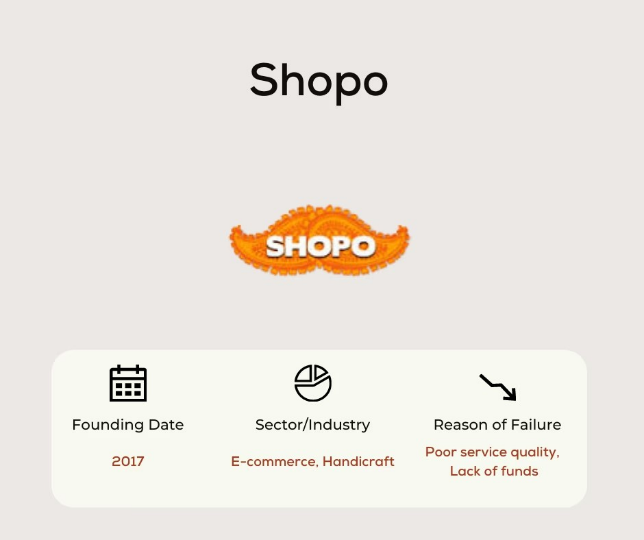 Shopo
SHOPO
Founding Date
Sector/Industry
Reason of Failure
2017
E-commerce, Handicraft
Poor service quality,
Lack of funds